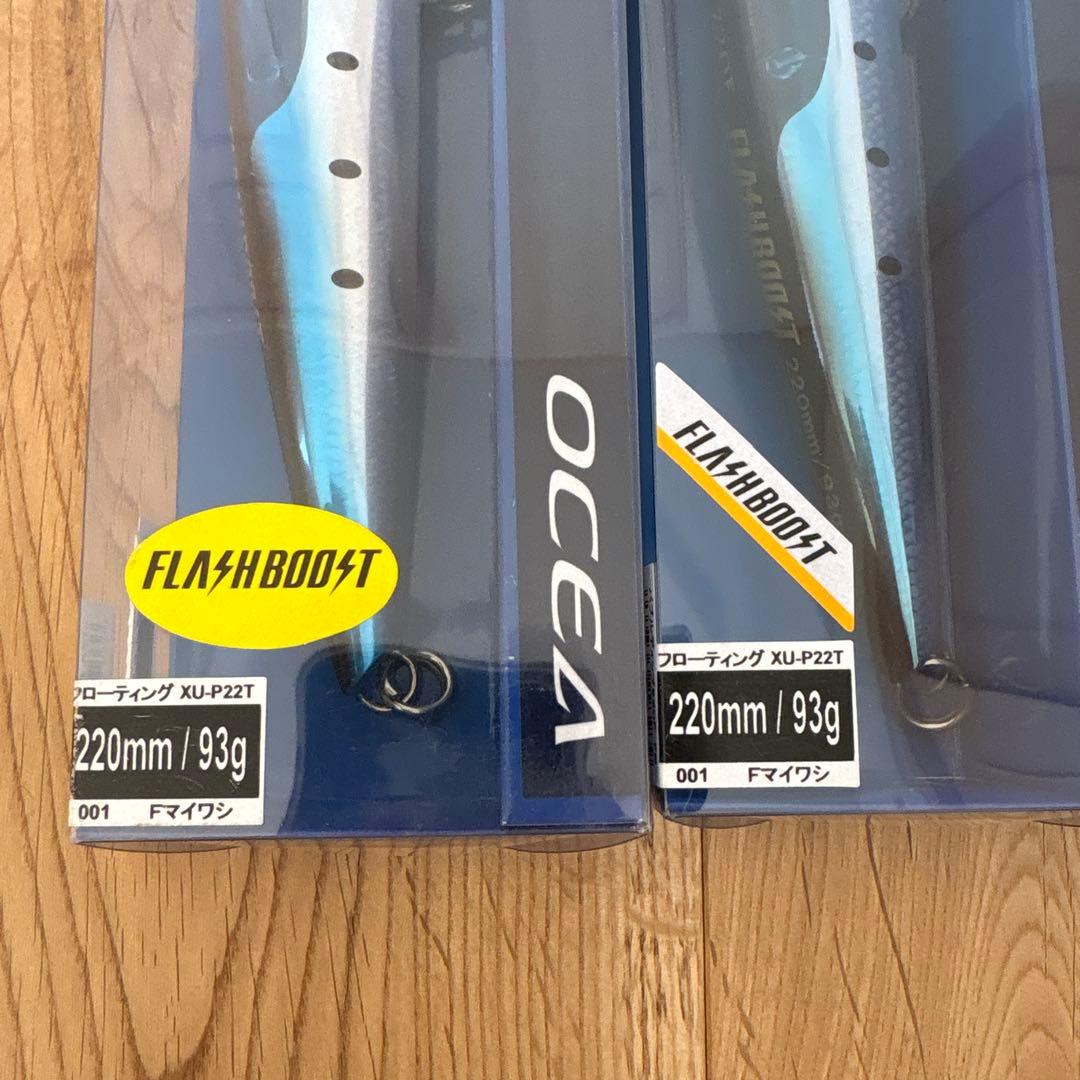 FLASHBOOST
フローティング XU-P22T
220mm / 93g
001 Fマイワシ
OCEA
FLASHBOOST 220mm/93g
FLASHBOOST
フローティング XU-P22T
220mm / 93g
001 Fマイワシ